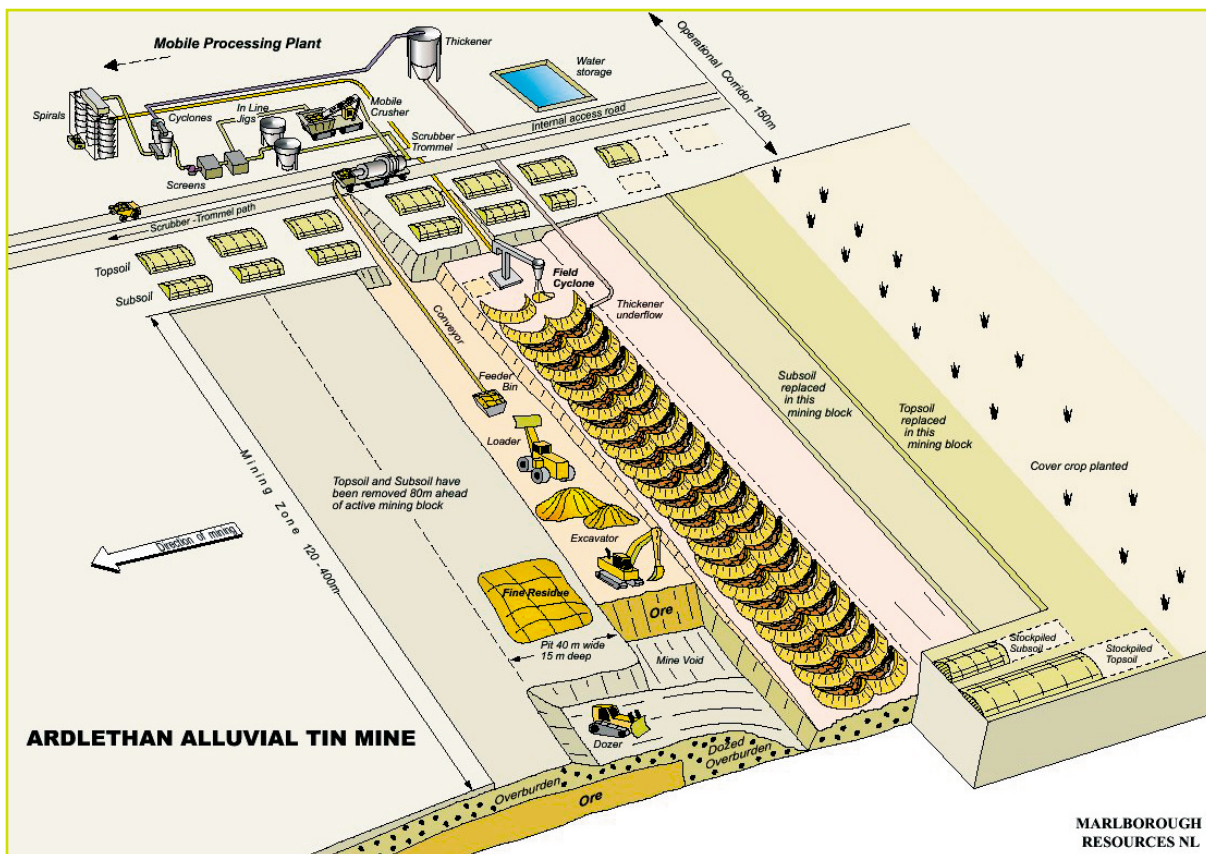 Mobile Processing Plant
Thickener
Water
storage
Operational Corridor 150m
Spirals
Cyclones
In Line
Jigs
Mobile
Crusher
Internal access road
Scrubber
Trommel
Screens
Scrubber -Trommel path
Topsoil
Subsoil
Field
Cyclone
Thickener
underflow
Conveyor
Feeder
Bin
Loader
Subsoil
replaced
in this
mining block
Topsoil
replaced
in this
mining block
Cover crop planted
Mining Zone 120 - 400m
Topsoil and Subsoil have
been removed 80m ahead
of active mining block
Direction of mining
Excavator
Fine Residue
Ore
Pit 40 m wide
15 m deep
Mine Void
Stockpiled
Subsoil
Stockpiled
Topsoil
Dozer
ARDLETHAN ALLUVIAL TIN MINE
Dozed
Overburden
Overburden
Ore
MARLBOROUGH
RESOURCES NL